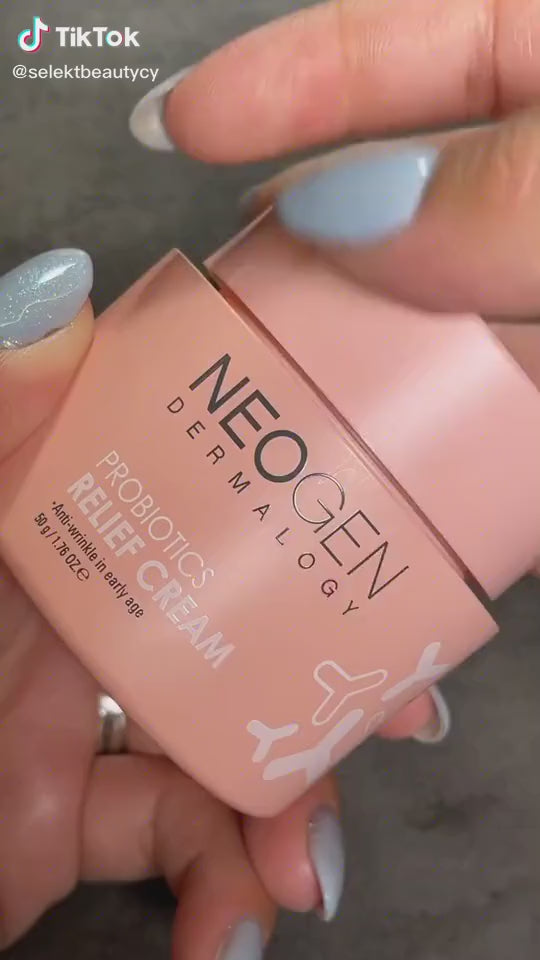 TikTok
@selektbeautycy
NEOGEN
DERMALOGY
PROBIOTICS
RELIEF CREAM
*Anti-wrinkle in early age
50 g / 1.76 OZ. ℮